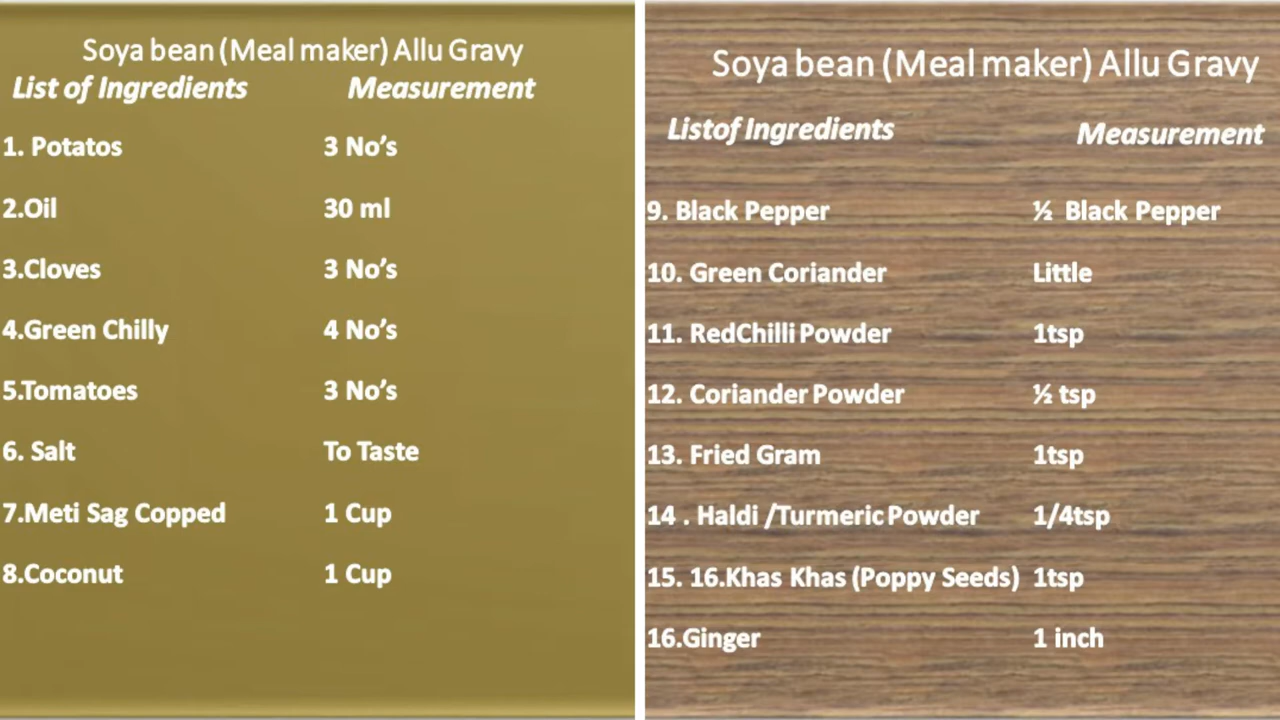 Soya bean (Meal maker) Allu Gravy
List of Ingredients Measurement
1. Potatos 3 No's
2.Oil 30 ml
3.Cloves 3 No's
4.Green Chilly 4 No's
5.Tomatoes 3 No's
6. Salt To Taste
7.Meti Sag Copped 1 Cup
8.Coconut 1 Cup
Soya bean (Meal maker) Allu Gravy
Listof Ingredients Measurement
9. Black Pepper ½ Black Pepper
10. Green Coriander Little
11. RedChilli Powder 1tsp
12. Coriander Powder ½ tsp
13. Fried Gram 1tsp
14 . Haldi /Turmeric Powder 1/4tsp
15. 16.Khas Khas (Poppy Seeds) 1tsp
16.Ginger 1 inch